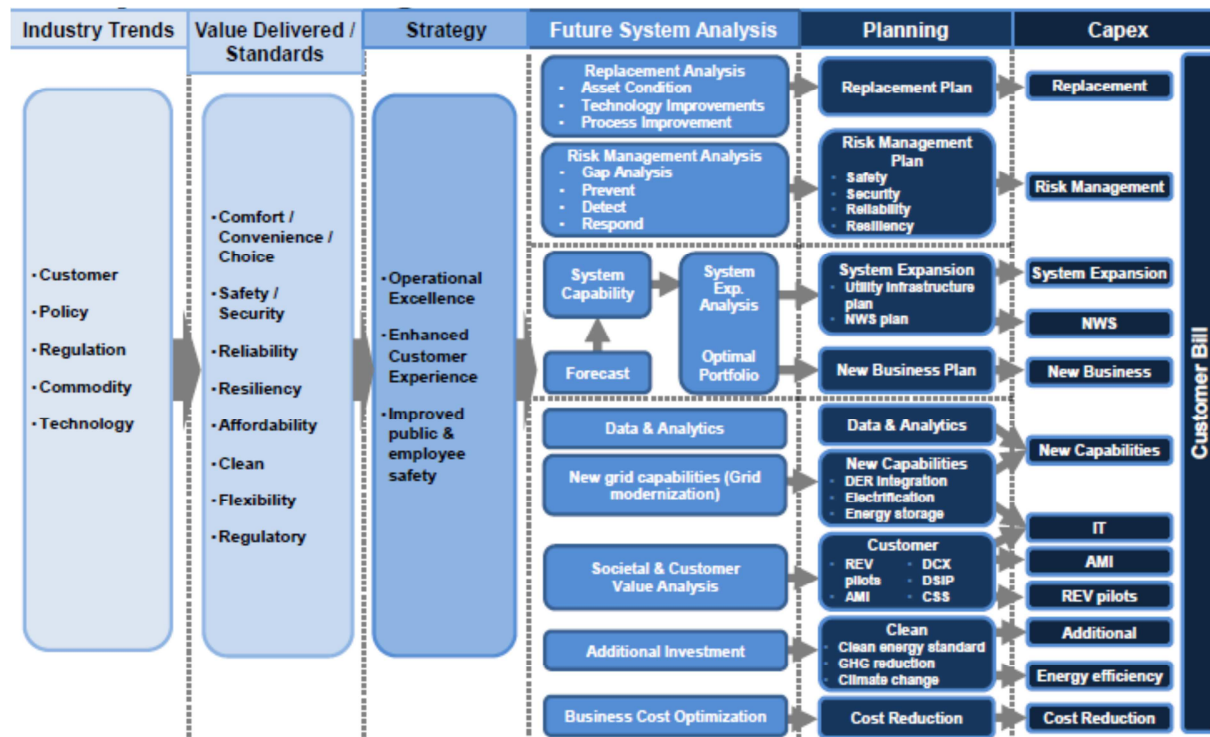 Industry Trends
Value Delivered /
Standards
Strategy
Future System Analysis
Planning
Capex
• Customer
• Policy
• Regulation
• Commodity
• Technology
• Comfort /
Convenience /
Choice
• Safety /
Security
• Reliability
• Resiliency
• Affordability
• Clean
• Flexibility
• Regulatory
• Operational
Excellence
• Enhanced
Customer
Experience
• Improved
public &
employee
safety
Replacement Analysis
• Asset Condition
• Technology Improvements
• Process Improvement
Replacement Plan
Replacement
Risk Management Analysis
• Gap Analysis
• Prevent
• Detect
• Respond
Risk Management
Plan
• Safety
• Security
• Reliability
• Resiliency
Risk Management
System
Capability
Forecast
System
Exp.
Analysis
Optimal
Portfolio
System Expansion
• Utility Infrastructure
plan
• NWS plan
System Expansion
NWS
New Business Plan
New Business
Data & Analytics
Data & Analytics
New Capabilities
New grid capabilities (Grid
modernization)
New Capabilities
• DER Integration
• Electrification
• Energy storage
IT
Societal & Customer
Value Analysis
Customer
• REV
pilots
• AMI
• DCX
• DSIP
• CSS
AMI
REV pilots
Additional Investment
Clean
• Clean energy standard
• GHG reduction
• Climate change
Additional
Energy efficiency
Business Cost Optimization
Cost Reduction
Cost Reduction
Customer Bill